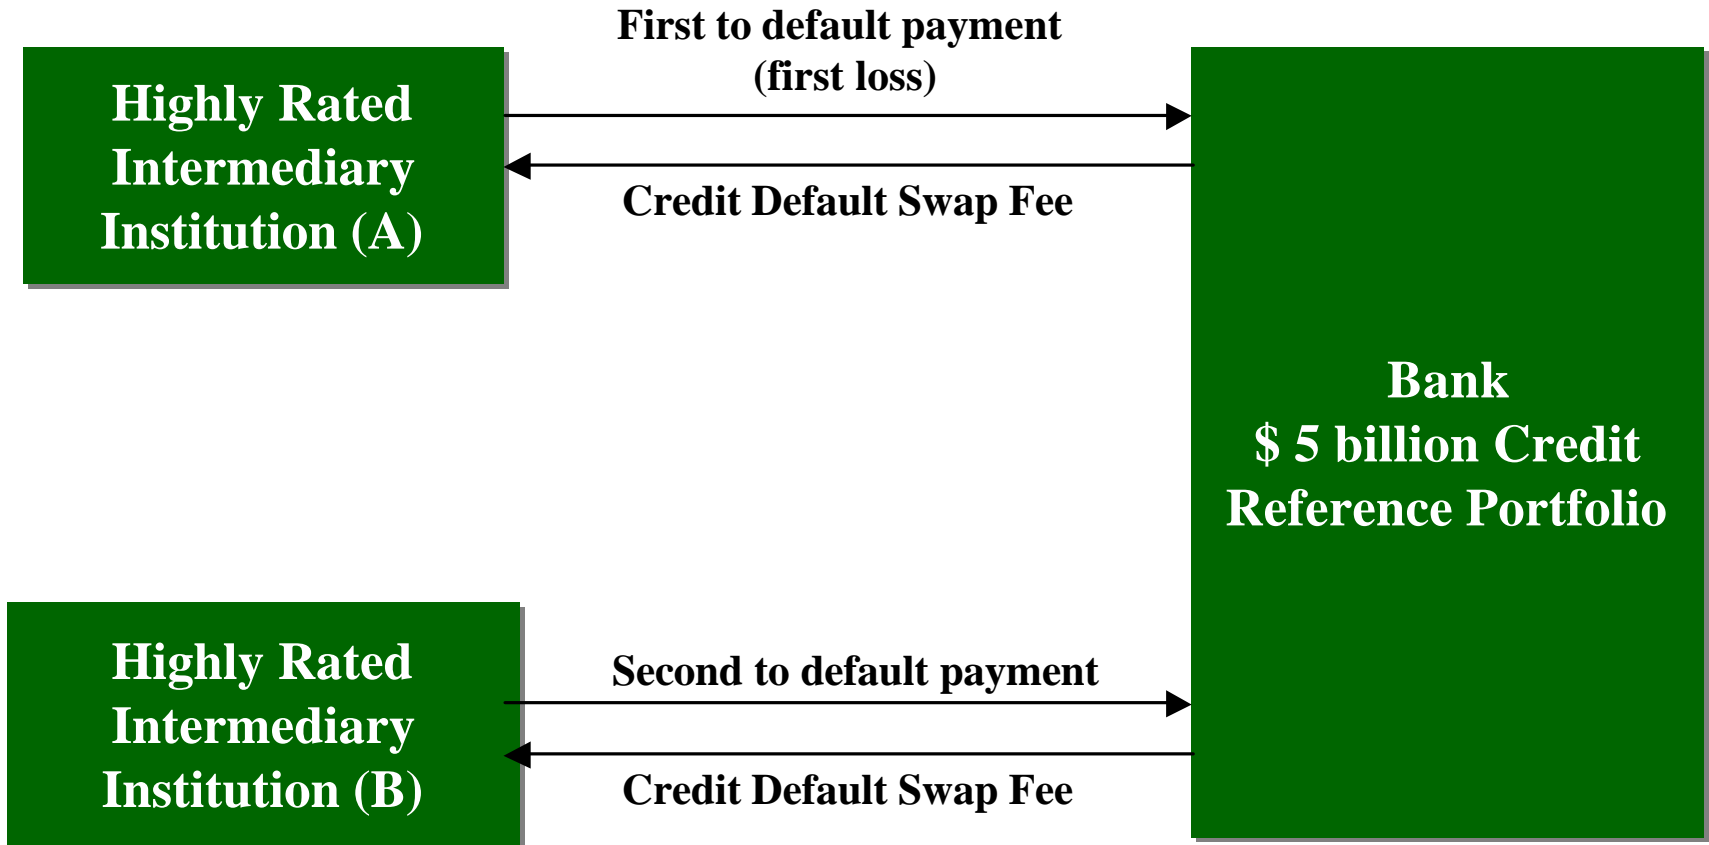 First to default payment
(first loss)
Highly Rated
Intermediary
Institution (A)
Credit Default Swap Fee
Bank
$ 5 billion Credit
Reference Portfolio
Highly Rated
Intermediary
Institution (B)
Second to default payment
Credit Default Swap Fee